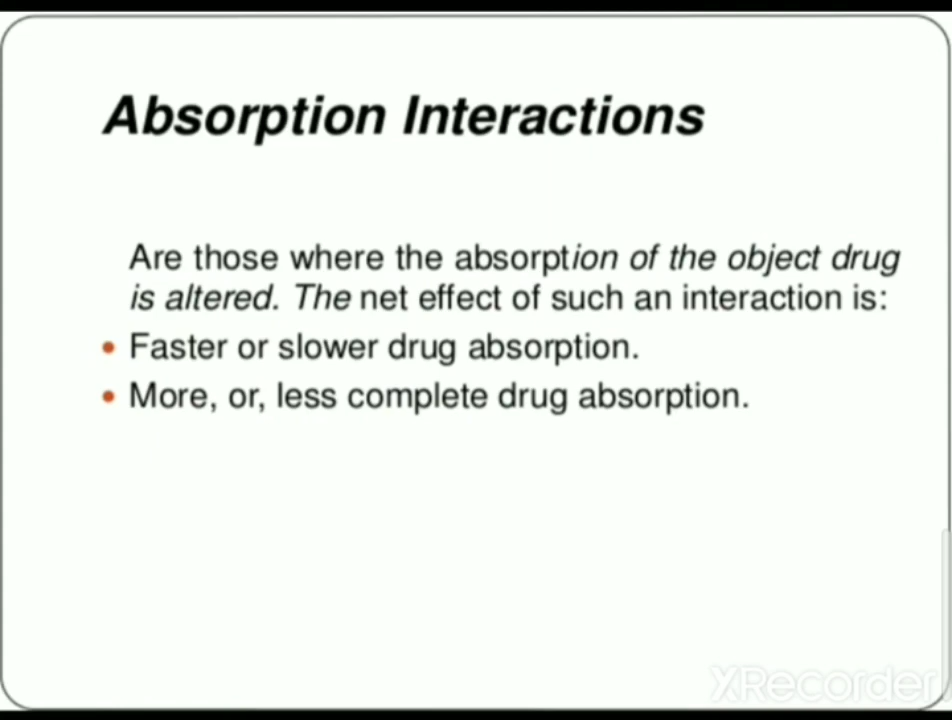 Absorption Interactions
Are those where the absorption of the object drug
is altered. The net effect of such an interaction is:
• Faster or slower drug absorption.
• More, or, less complete drug absorption.
XRecorder